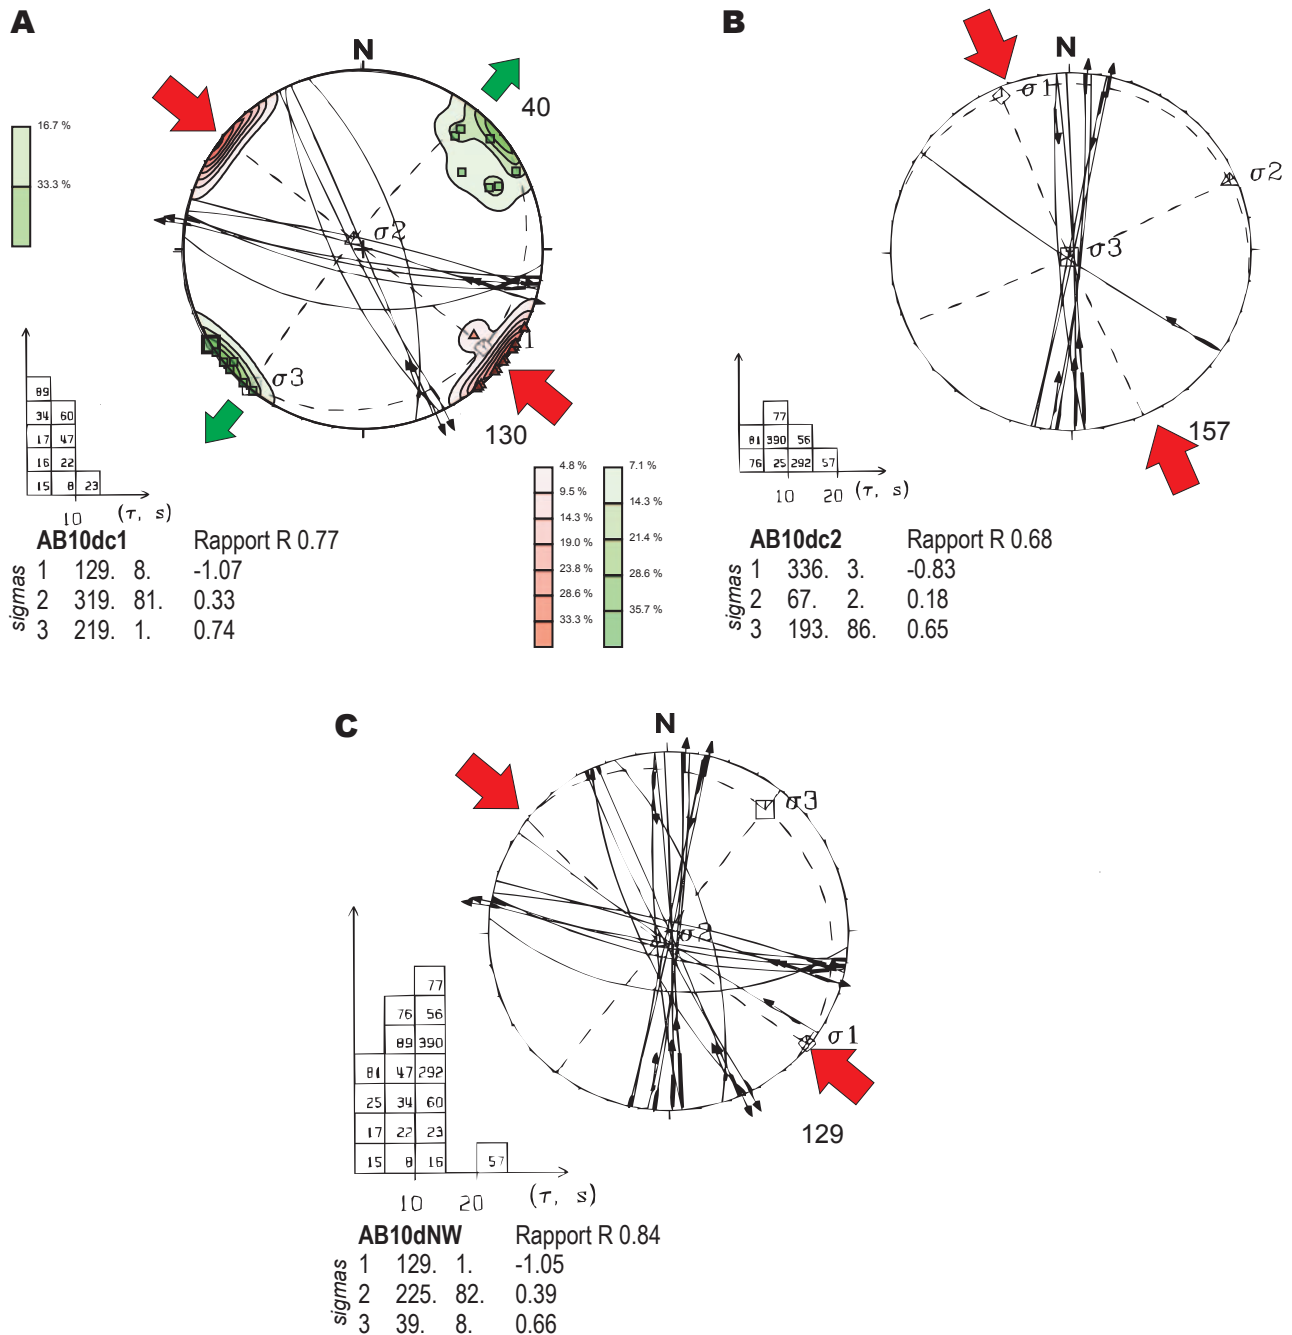 A
N
40
16.7 %
33.3 %
σ2
σ3
1
130
89
34 60
17 47
16 22
15 8 23
10 (τ, s)
AB10dc1 Rapport R 0.77
sigmas
1 129. 8. -1.07
2 319. 81. 0.33
3 219. 1. 0.74
4.8 % 7.1 %
9.5 %
14.3 % 14.3 %
19.0 % 21.4 %
23.8 %
28.6 % 28.6 %
33.3 % 35.7 %
B
N
σ1
σ2
σ3
157
77
81 390 56
76 25 292 57
10 20 (τ, s)
AB10dc2 Rapport R 0.68
sigmas
1 336. 3. -0.83
2 67. 2. 0.18
3 193. 86. 0.65
C
N
σ3
σ2
σ1
129
77
76 56
89 390
81 47 292
25 34 60
17 22 23
15 8 16 57
10 20 (τ, s)
AB10dNW Rapport R 0.84
sigmas
1 129. 1. -1.05
2 225. 82. 0.39
3 39. 8. 0.66